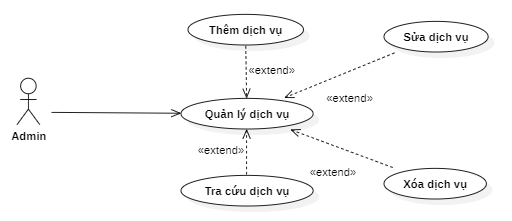 Thêm dịch vụ
Sửa dịch vụ
«extend»
«extend»
Admin
Quản lý dịch vụ
«extend»
«extend»
Tra cứu dịch vụ
Xóa dịch vụ